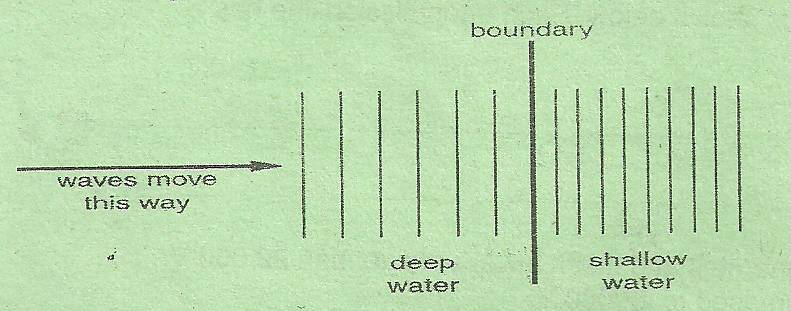 boundary
waves move
this way
deep
water
shallow
water